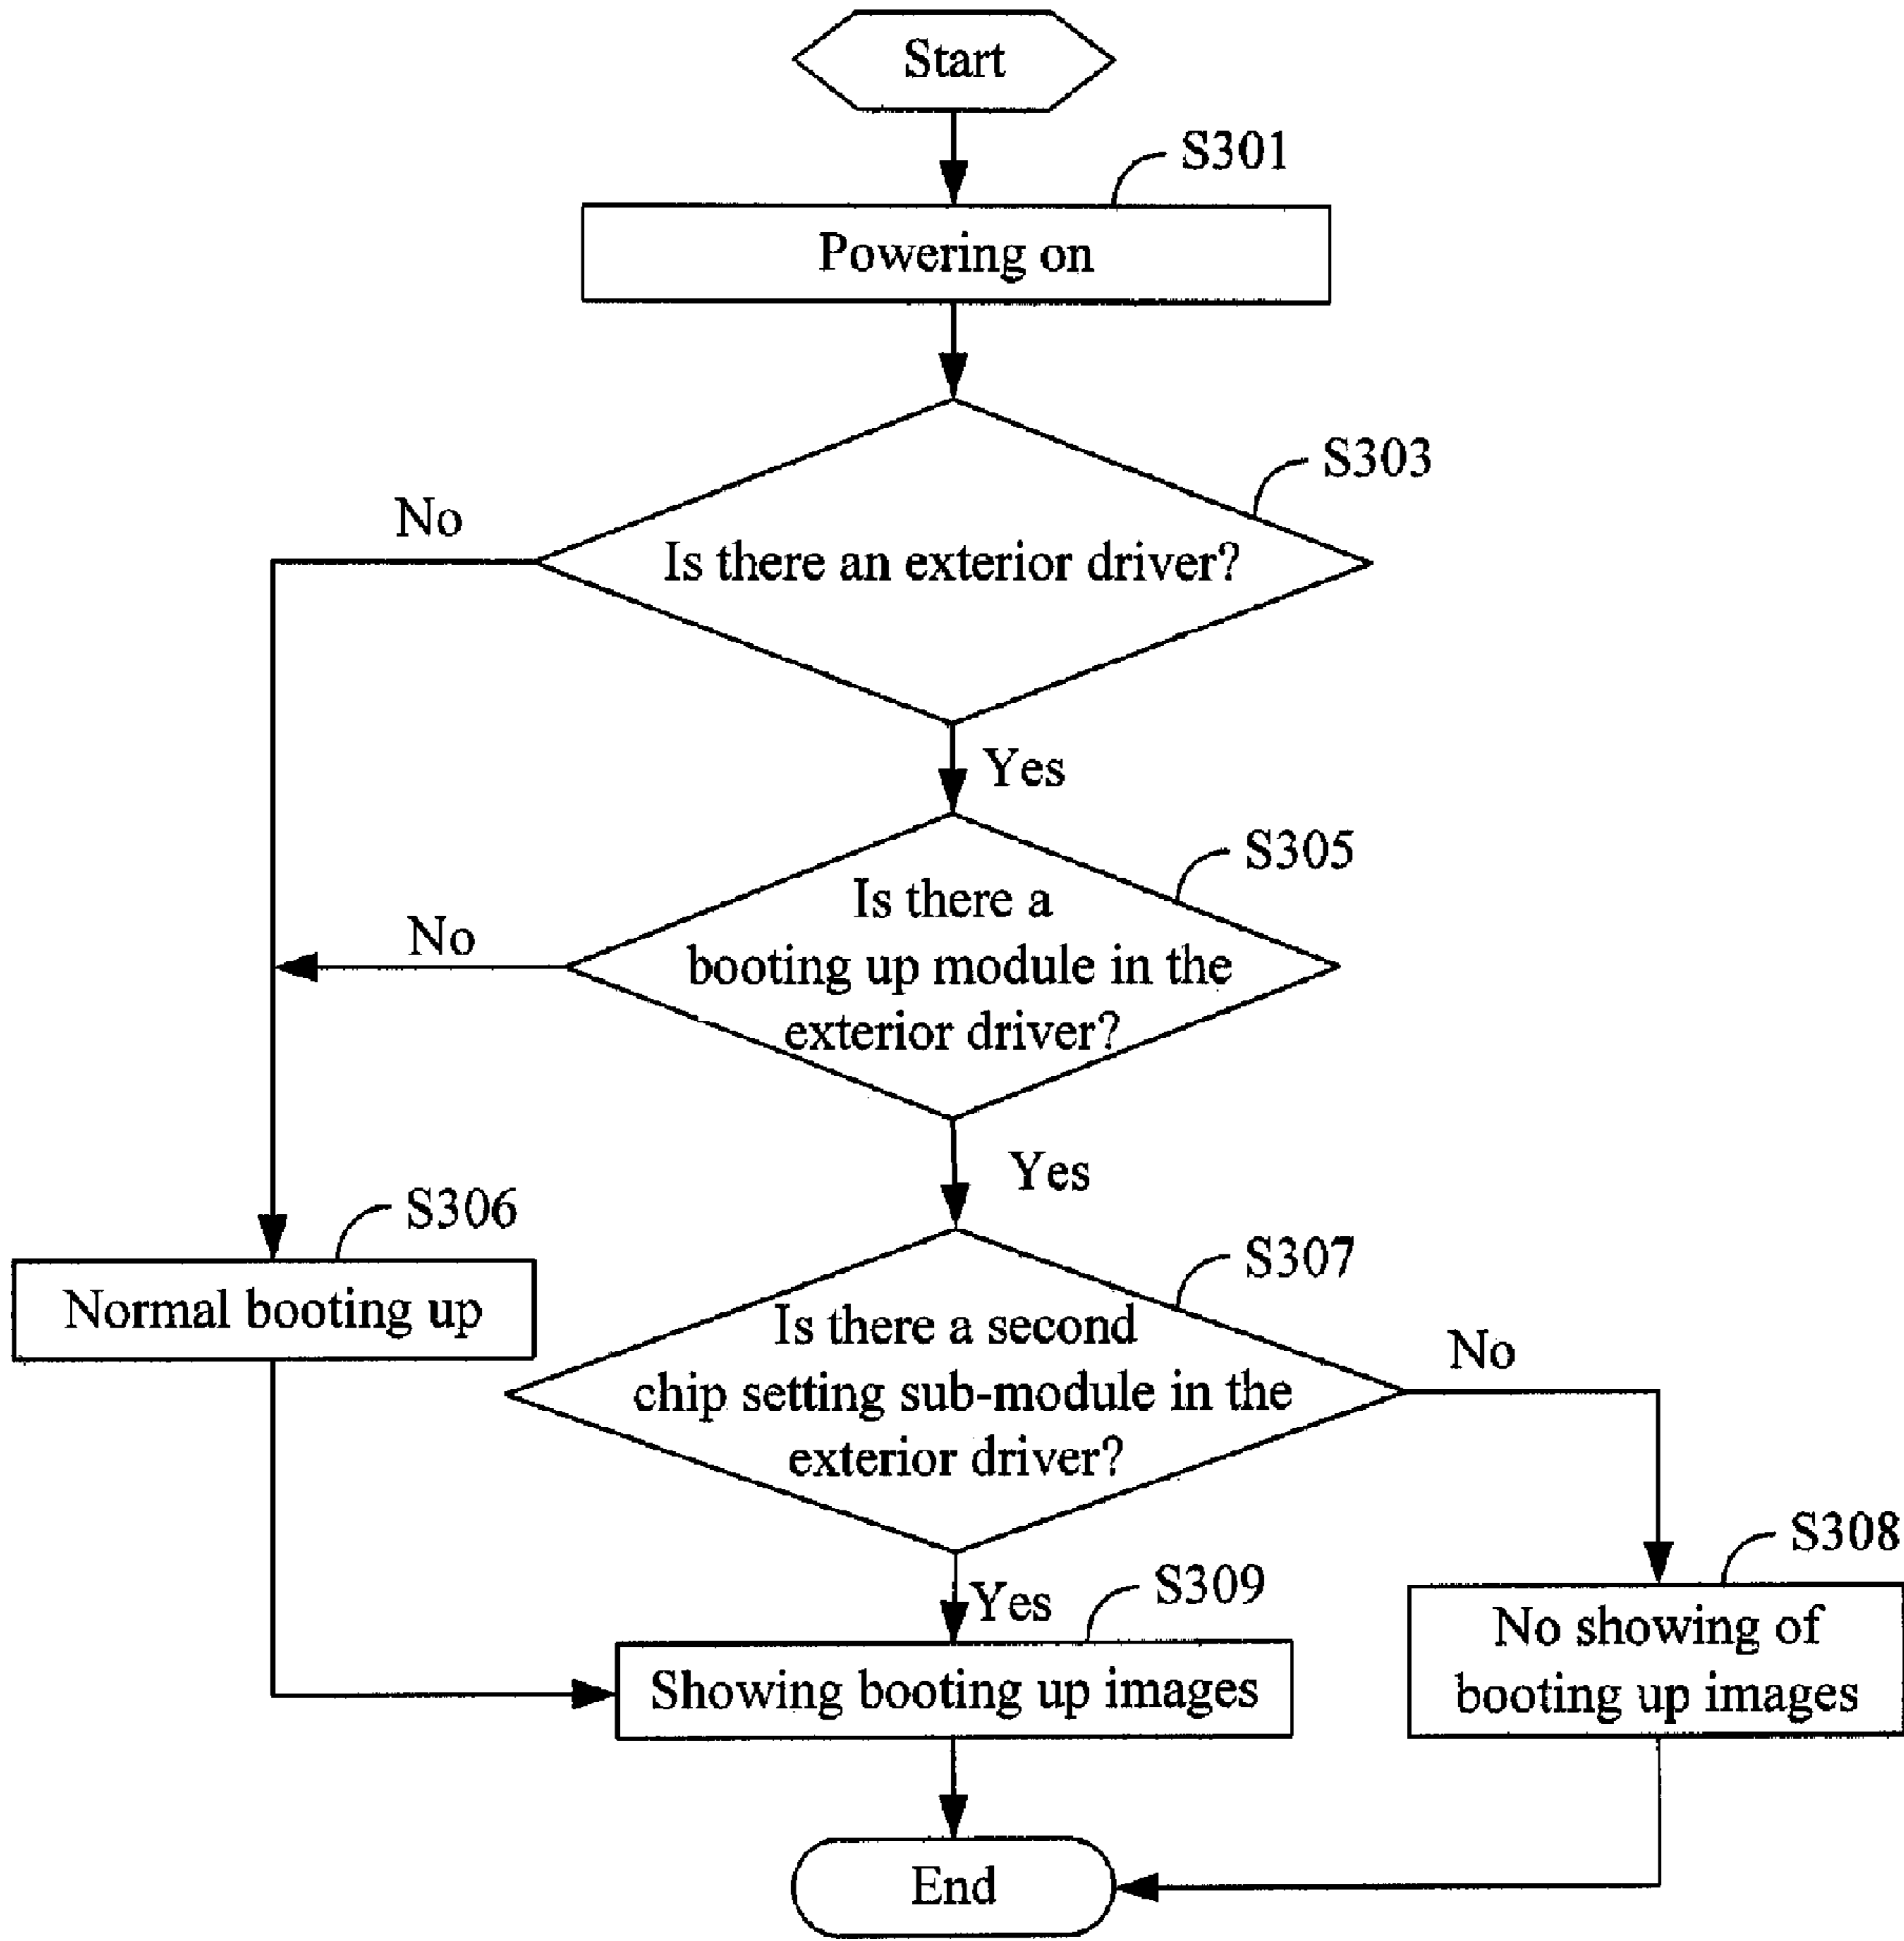 Start
S301
Powering on
S303
No
Is there an exterior driver?
Yes
S305
Is there a
booting up module in the
exterior driver?
No
Yes
S306
Normal booting up
S307
Is there a second
chip setting sub-module in the
exterior driver?
No
S308
Yes
S309
No showing of
booting up images
Showing booting up images
End